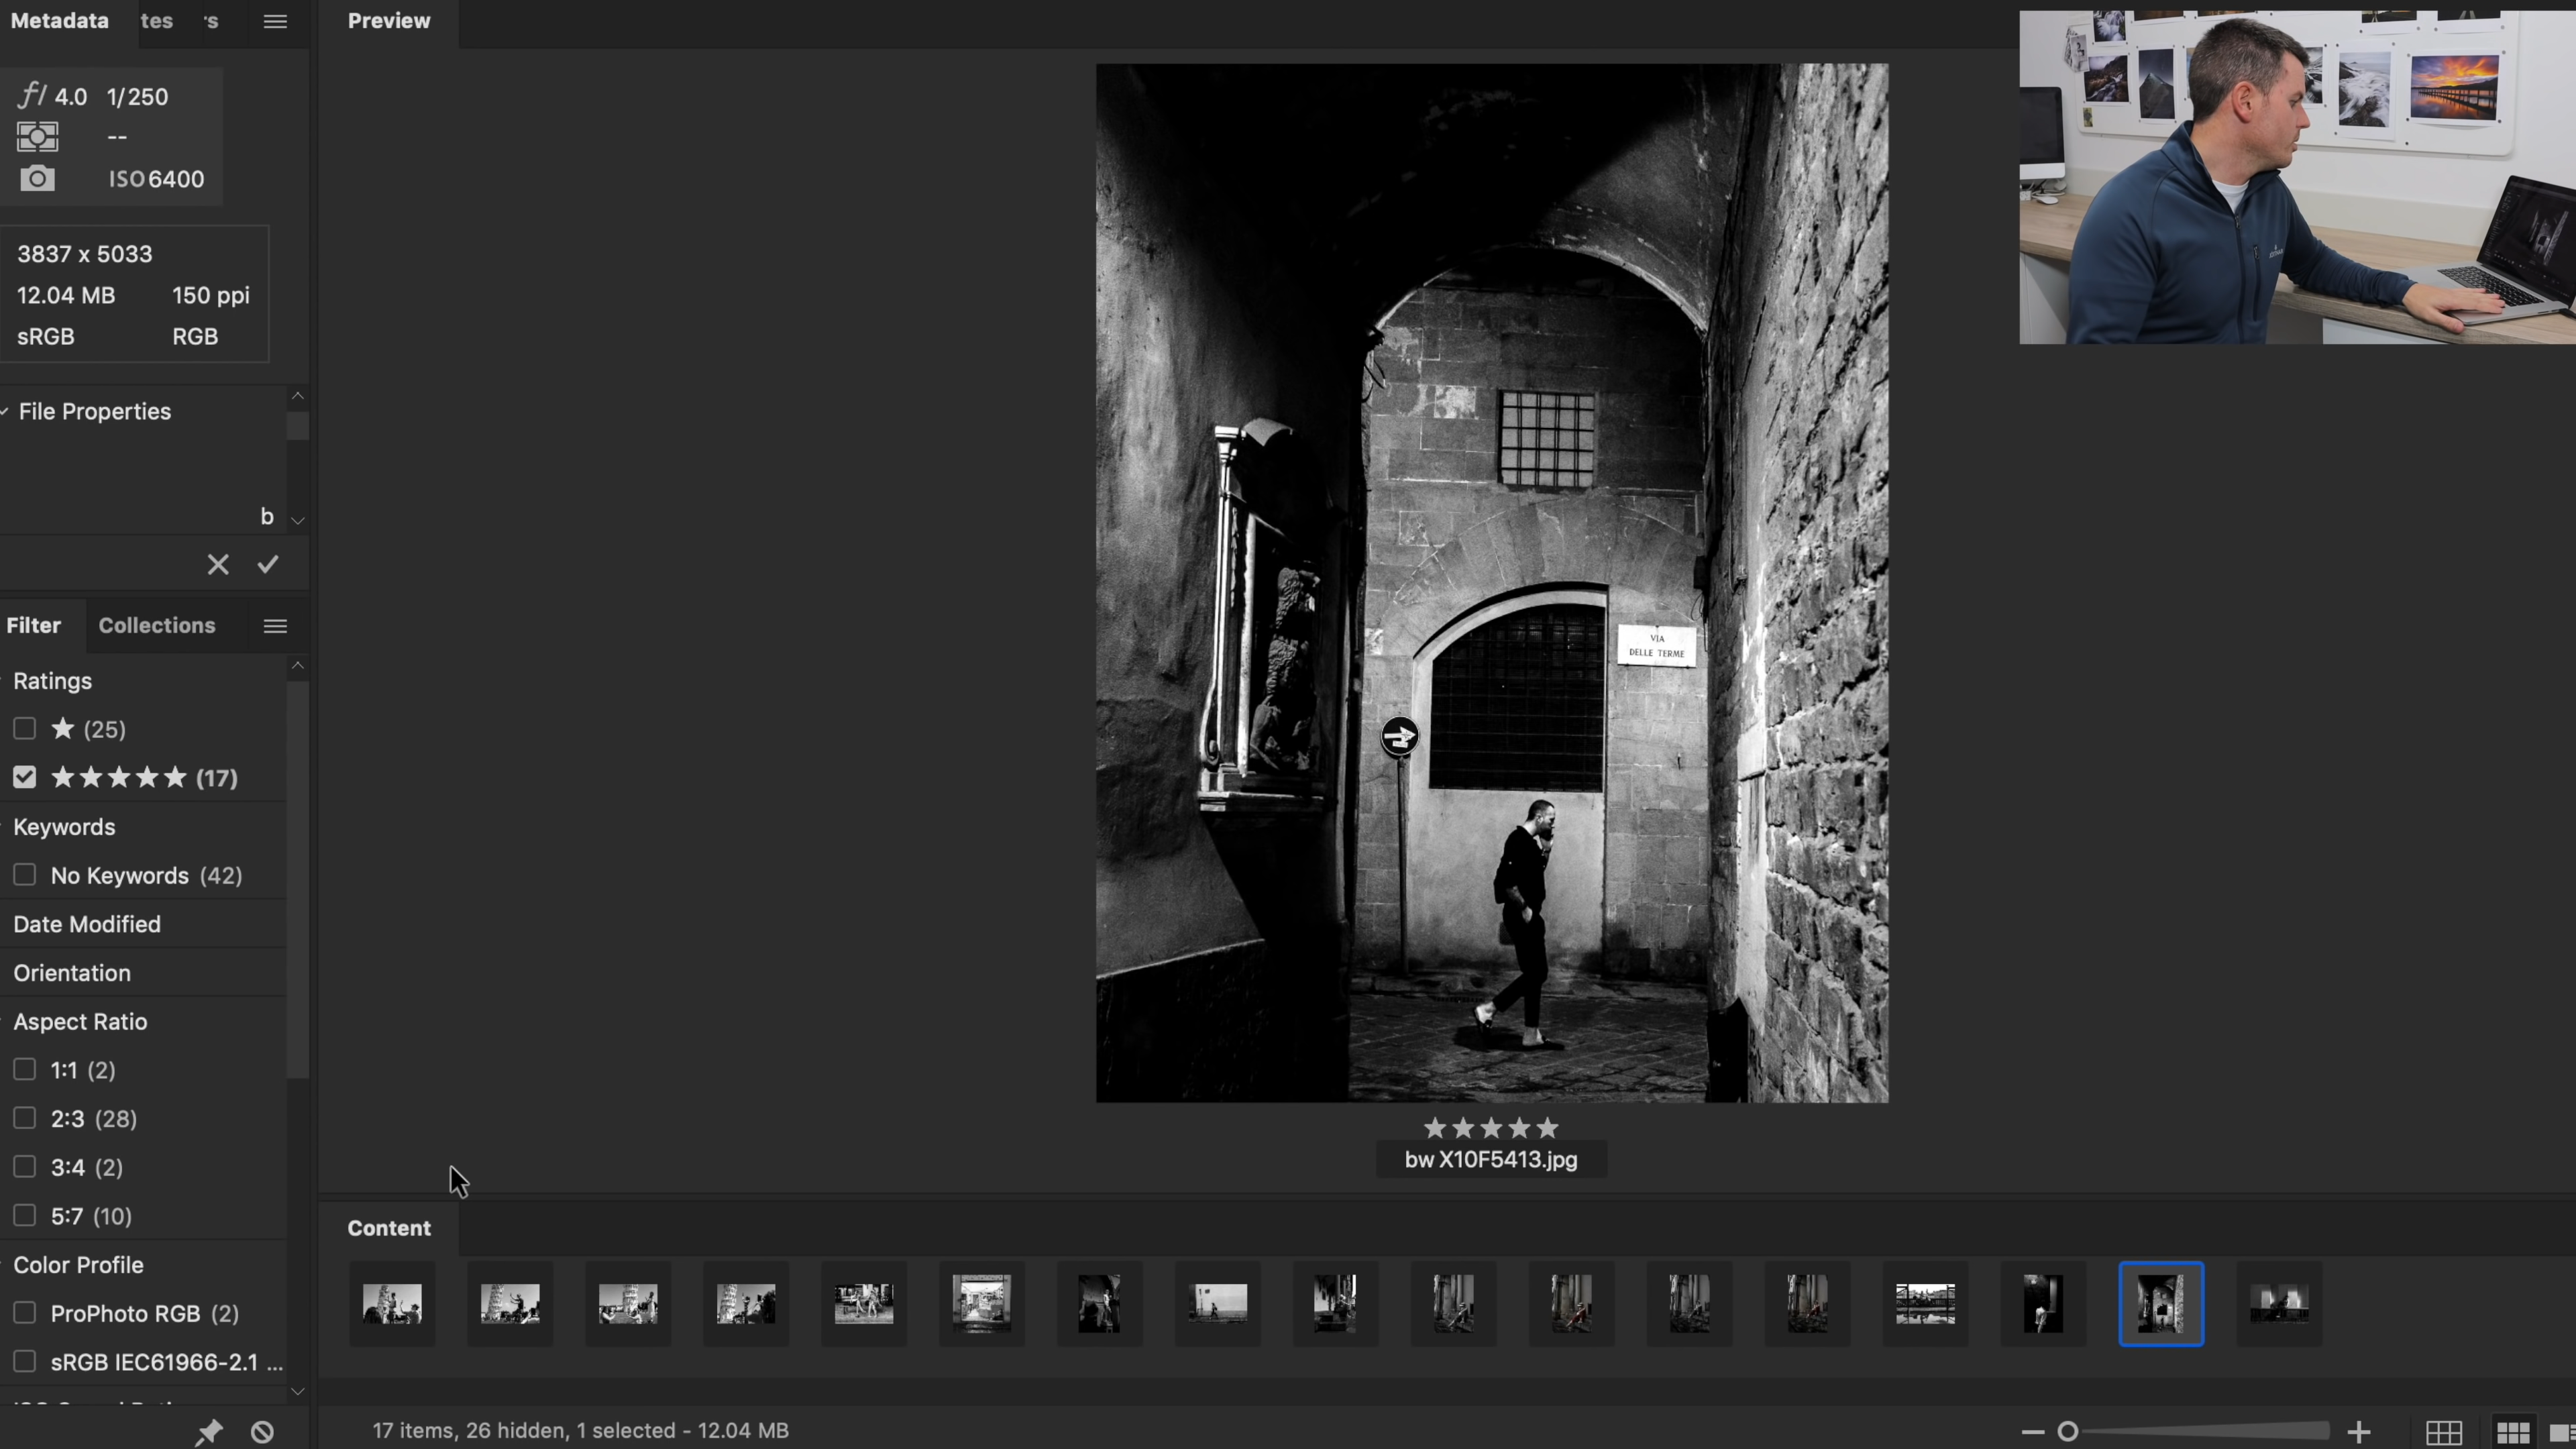 Metadata
tes
's
Preview
f/ 4.0 1/250
--
ISO 6400
3837 x 5033
12.04 MB 150 ppi
sRGB RGB
File Properties
b
Filter Collections
Ratings
(25)
(17)
Keywords
No Keywords (42)
Date Modified
Orientation
Aspect Ratio
1:1 (2)
2:3 (28)
3:4 (2)
5:7 (10)
Color Profile
ProPhoto RGB (2)
sRGB IEC61966-2.1 ...
VIA
DELLE TERME
bw X10F5413.jpg
Content
17 items, 26 hidden, 1 selected - 12.04 MB